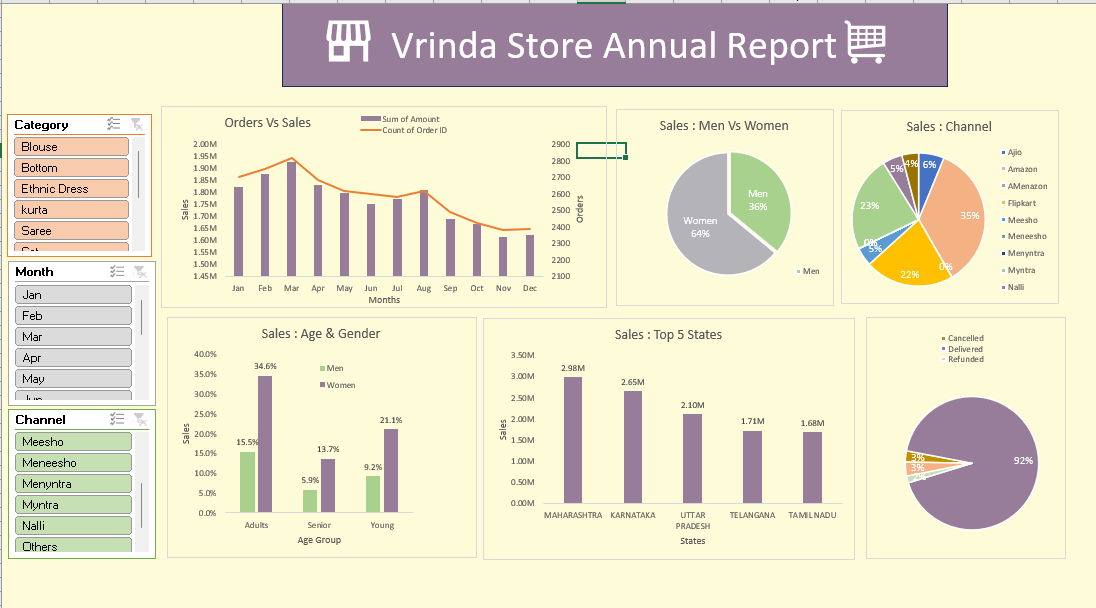 Vrinda Store Annual Report
Category
Blouse
Bottom
Ethnic Dress
kurta
Saree
Month
Jan
Feb
Mar
Apr
May
Channel
Meesho
Meneesho
Menyntra
Myntra
Nalli
Others
Orders Vs Sales
Sum of Amount
Count of Order ID
2.00M
1.95M
1.90M
1.85M
1.80M
1.75M
1.70M
1.65M
1.60M
1.55M
1.50M
1.45M
Sales
2900
2800
2700
2600
2500
2400
2300
2200
2100
Orders
Jan Feb Mar Apr May Jun Jul Aug Sep Oct Nov Dec
Months
Sales : Men Vs Women
Men
36%
Women
64%
Men
Sales : Channel
4% 6%
5%
35%
23%
0%
5%
22%
0%
Ajio
Amazon
AMenazon
Flipkart
Meesho
Meneesho
Menyntra
Myntra
Nalli
Sales : Age & Gender
Men
Women
40.0%
35.0%
30.0%
25.0%
20.0%
15.0%
10.0%
5.0%
0.0%
Sales
34.6%
15.5%
13.7%
5.9%
21.1%
9.2%
Adults Senior Young
Age Group
Sales : Top 5 States
3.50M
3.00M
2.50M
2.00M
1.50M
1.00M
0.50M
0.00M
Sales
2.98M
2.65M
2.10M
1.71M
1.68M
MAHARASHTRA KARNATAKA UTTAR PRADESH TELANGANA TAMIL NADU
States
Cancelled
Delivered
Refunded
92%
3%
3%